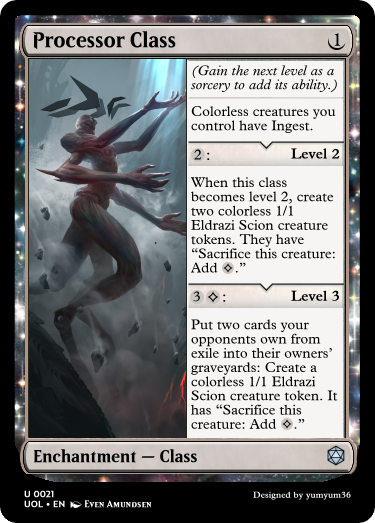 Processor Class 1
(Gain the next level as a
sorcery to add its ability.)
Colorless creatures you
control have Ingest.
2 : Level 2
When this class
becomes level 2, create
two colorless 1/1
Eldrazi Scion creature
tokens. They have
“Sacrifice this creature:
Add ◇.”
3 ◇ : Level 3
Put two cards your
opponents own from
exile into their owners’
graveyards: Create a
colorless 1/1 Eldrazi
Scion creature token. It
has “Sacrifice this
creature: Add ◇.”
Enchantment — Class
U 0021
UOL • EN Even Amundsen
Designed by yumyum36